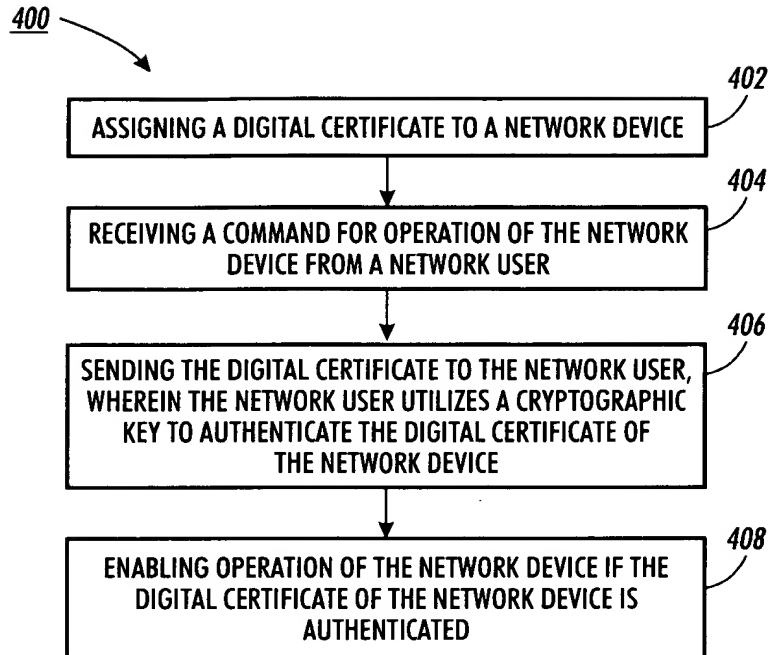 400
402
ASSIGNING A DIGITAL CERTIFICATE TO A NETWORK DEVICE
404
RECEIVING A COMMAND FOR OPERATION OF THE NETWORK
DEVICE FROM A NETWORK USER
406
SENDING THE DIGITAL CERTIFICATE TO THE NETWORK USER,
WHEREIN THE NETWORK USER UTILIZES A CRYPTOGRAPHIC
KEY TO AUTHENTICATE THE DIGITAL CERTIFICATE OF
THE NETWORK DEVICE
408
ENABLING OPERATION OF THE NETWORK DEVICE IF THE
DIGITAL CERTIFICATE OF THE NETWORK DEVICE IS
AUTHENTICATED